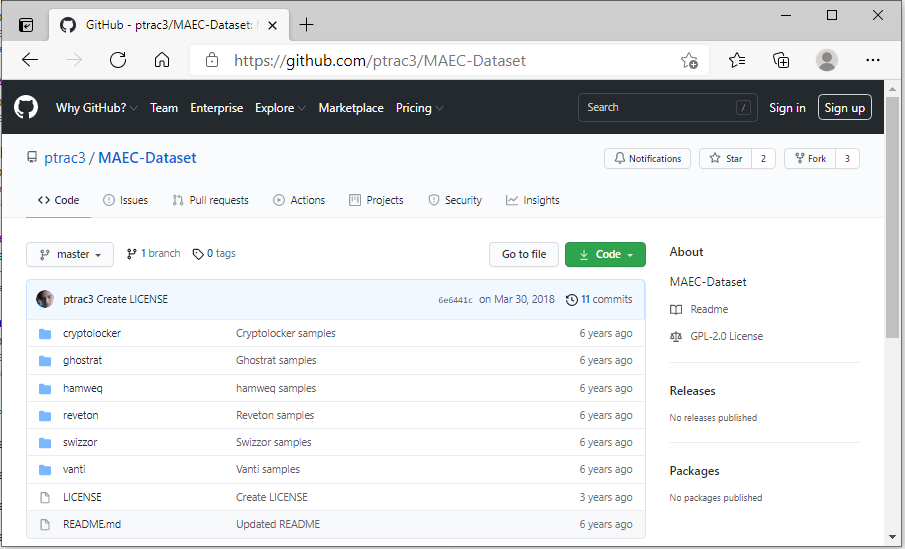 GitHub - ptrac3/MAEC-Dataset:
https://github.com/ptrac3/MAEC-Dataset
Why GitHub? Team Enterprise Explore Marketplace Pricing Search / Sign in Sign up
ptrac3 / MAEC-Dataset Notifications Star 2 Fork 3
Code Issues Pull requests Actions Projects Security Insights
master 1 branch 0 tags Go to file Code
ptrac3 Create LICENSE 6e6441c on Mar 30, 2018 11 commits
cryptolocker Cryptolocker samples 6 years ago
ghostrat Ghostrat samples 6 years ago
hamweq hamweq samples 6 years ago
reveton Reveton samples 6 years ago
swizzor Swizzor samples 6 years ago
vanti Vanti samples 6 years ago
LICENSE Create LICENSE 3 years ago
README.md Updated README 6 years ago
About
MAEC-Dataset
Readme
GPL-2.0 License
Releases
No releases published
Packages
No packages published